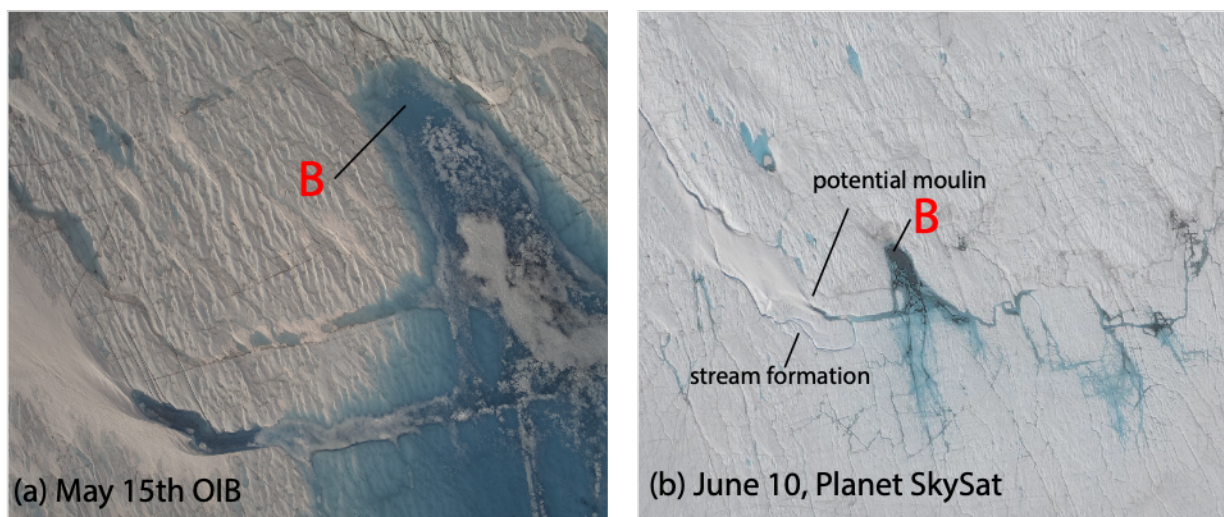 B
(a) May 15th OIB
potential moulin
B
stream formation
(b) June 10, Planet SkySat